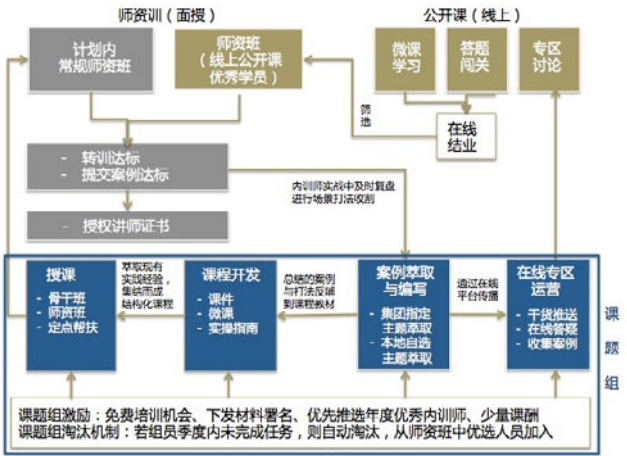 师资训（面授）
公开课（线上）
计划内
常规师资班
师资班
（线上公开课
优秀学员）
微课
学习
答题
闯关
专区
讨论
筛选
在线
结业
- 转训达标
- 提交案例达标
内训师实战中及时复盘
进行场景打法收割
- 授权讲师证书
授课
- 骨干班
- 师资班
- 定点帮扶
萃取现有
实践经验，
集结而成
结构化课程
课程开发
- 课件
- 微课
- 实操指南
总结的案例
与打法反哺
到课程教材
案例萃取
与编写
- 集团指定
主题萃取
- 本地自选
主题萃取
通过在线
平台传播
在线专区
运营
- 干货推送
- 在线答疑
- 收集案例
课题组
课题组激励：免费培训机会、下发材料署名、优先推选年度优秀内训师、少量课酬
课题组淘汰机制：若组员季度内未完成任务，则自动淘汰，从师资班中优选人员加入